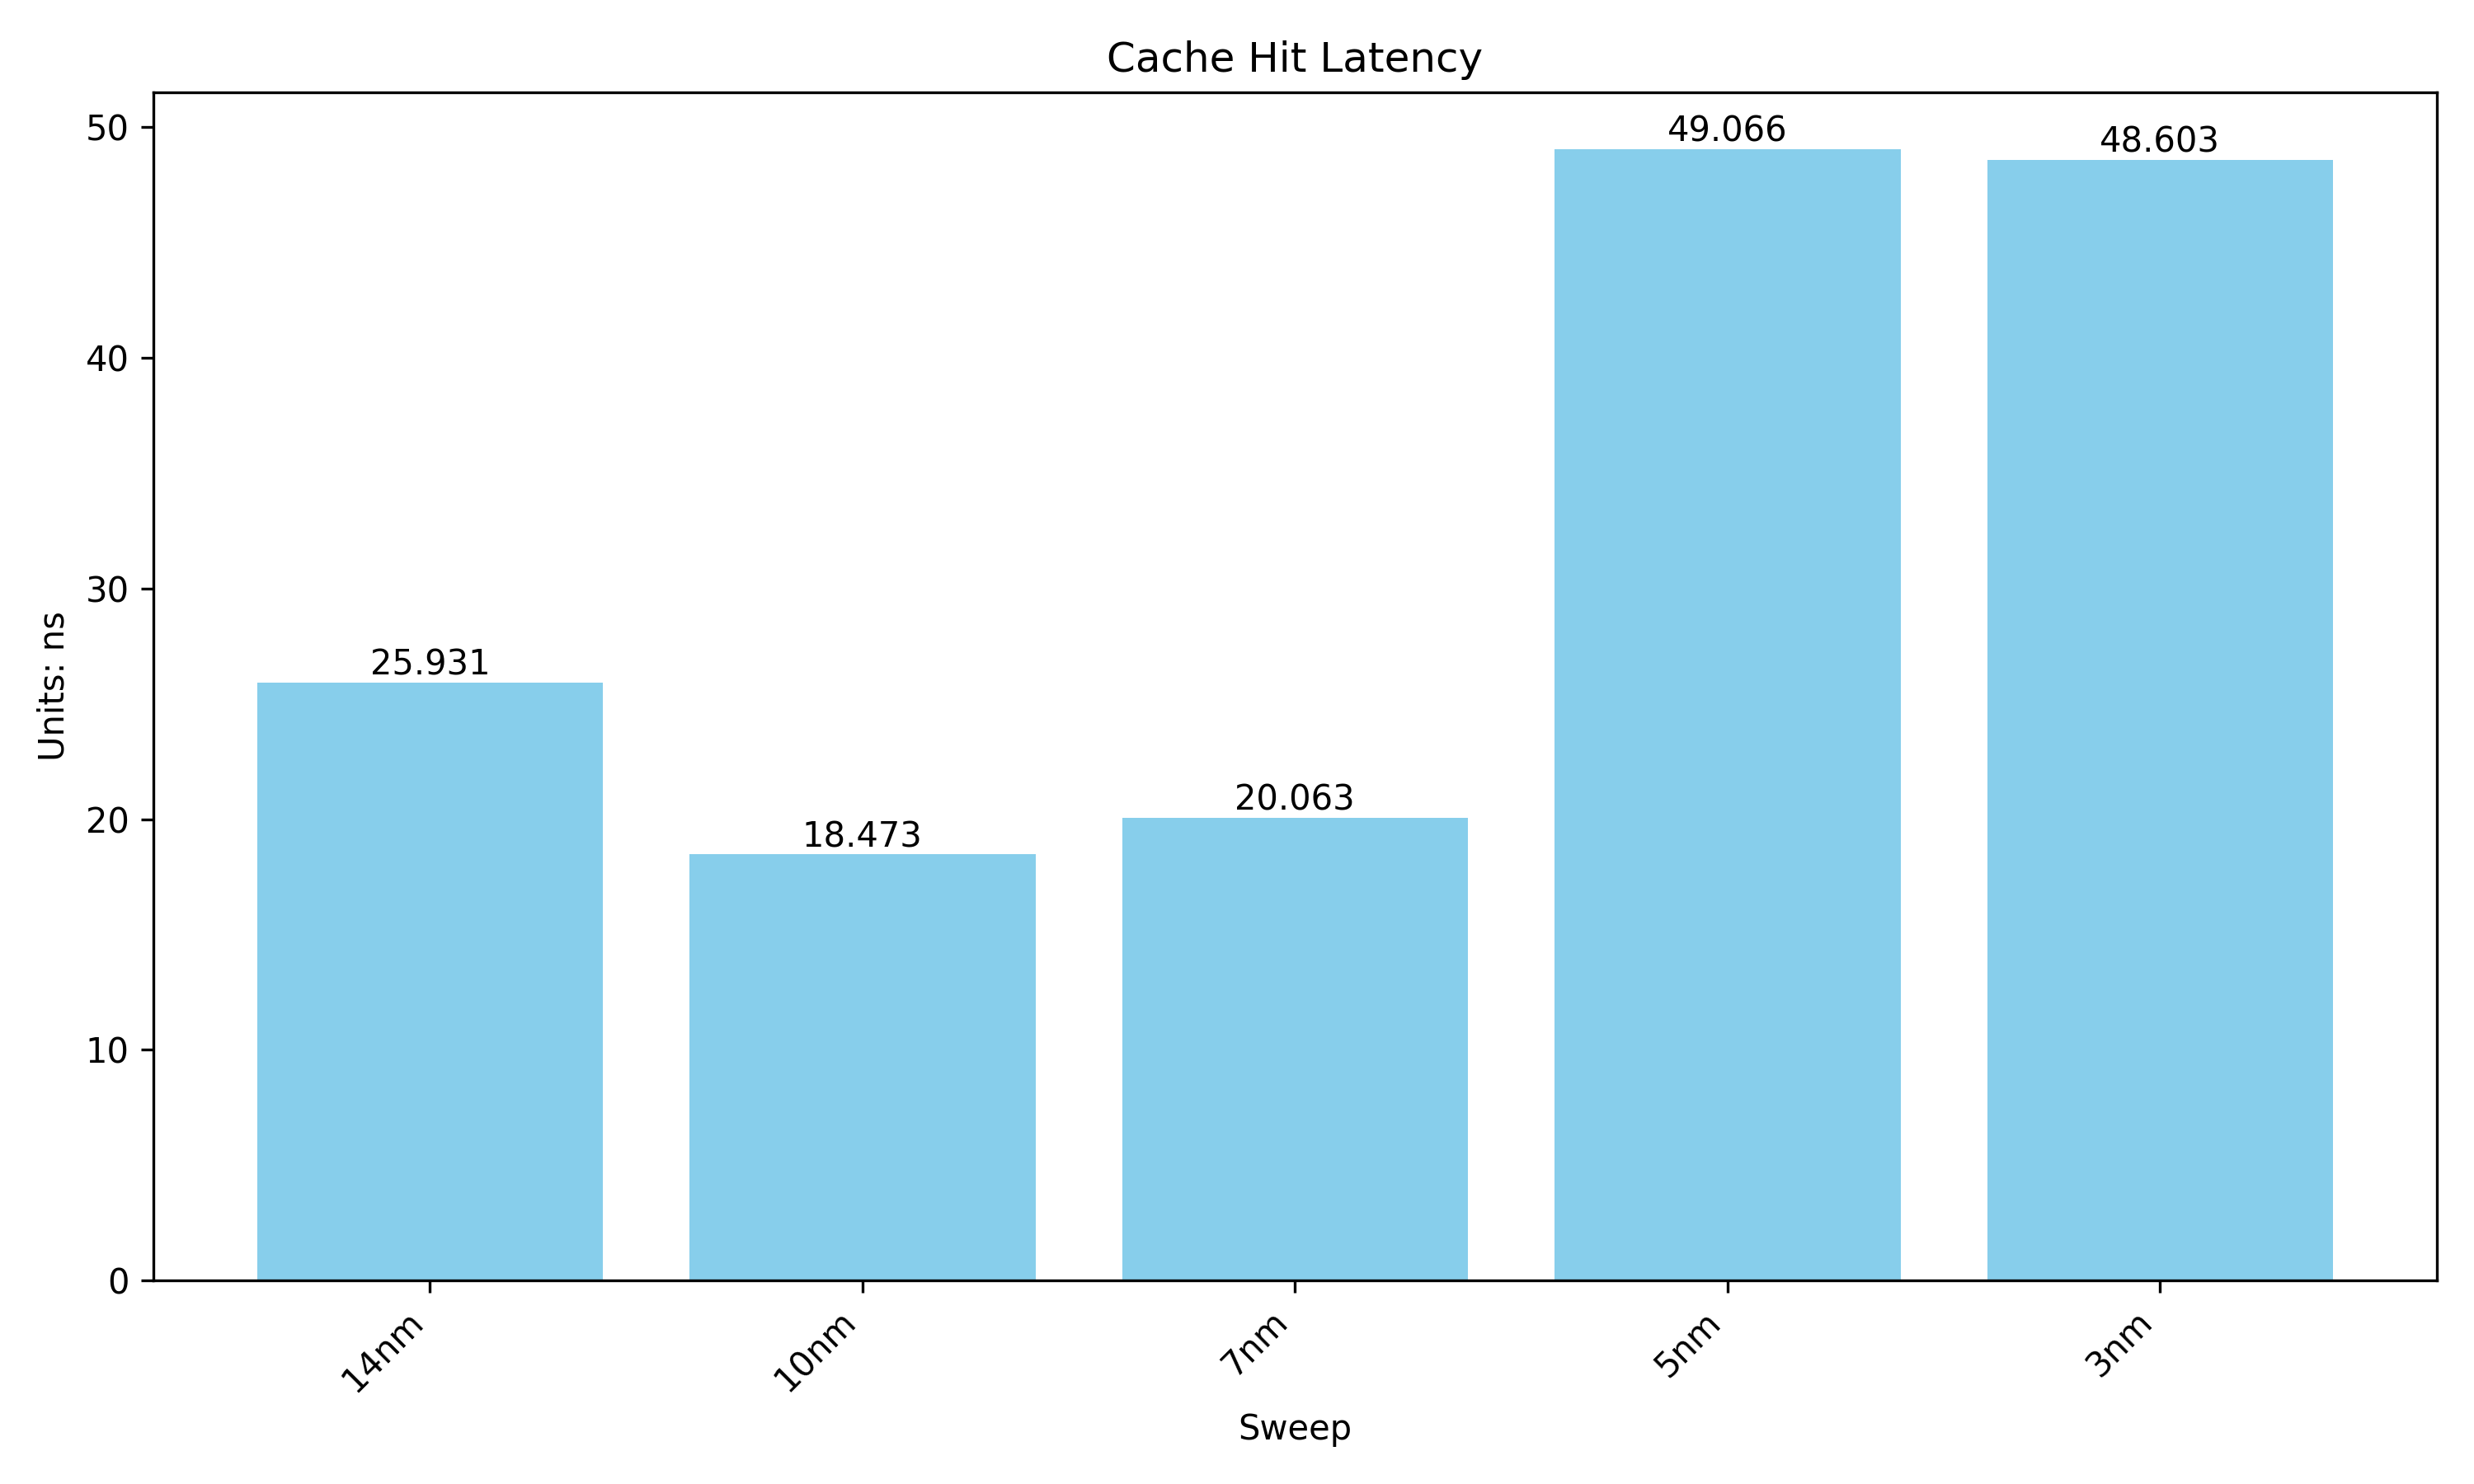 Cache Hit Latency
Units: ns
50
40
30
20
10
0
25.931
18.473
20.063
49.066
48.603
14nm
10nm
7nm
5nm
3nm
Sweep